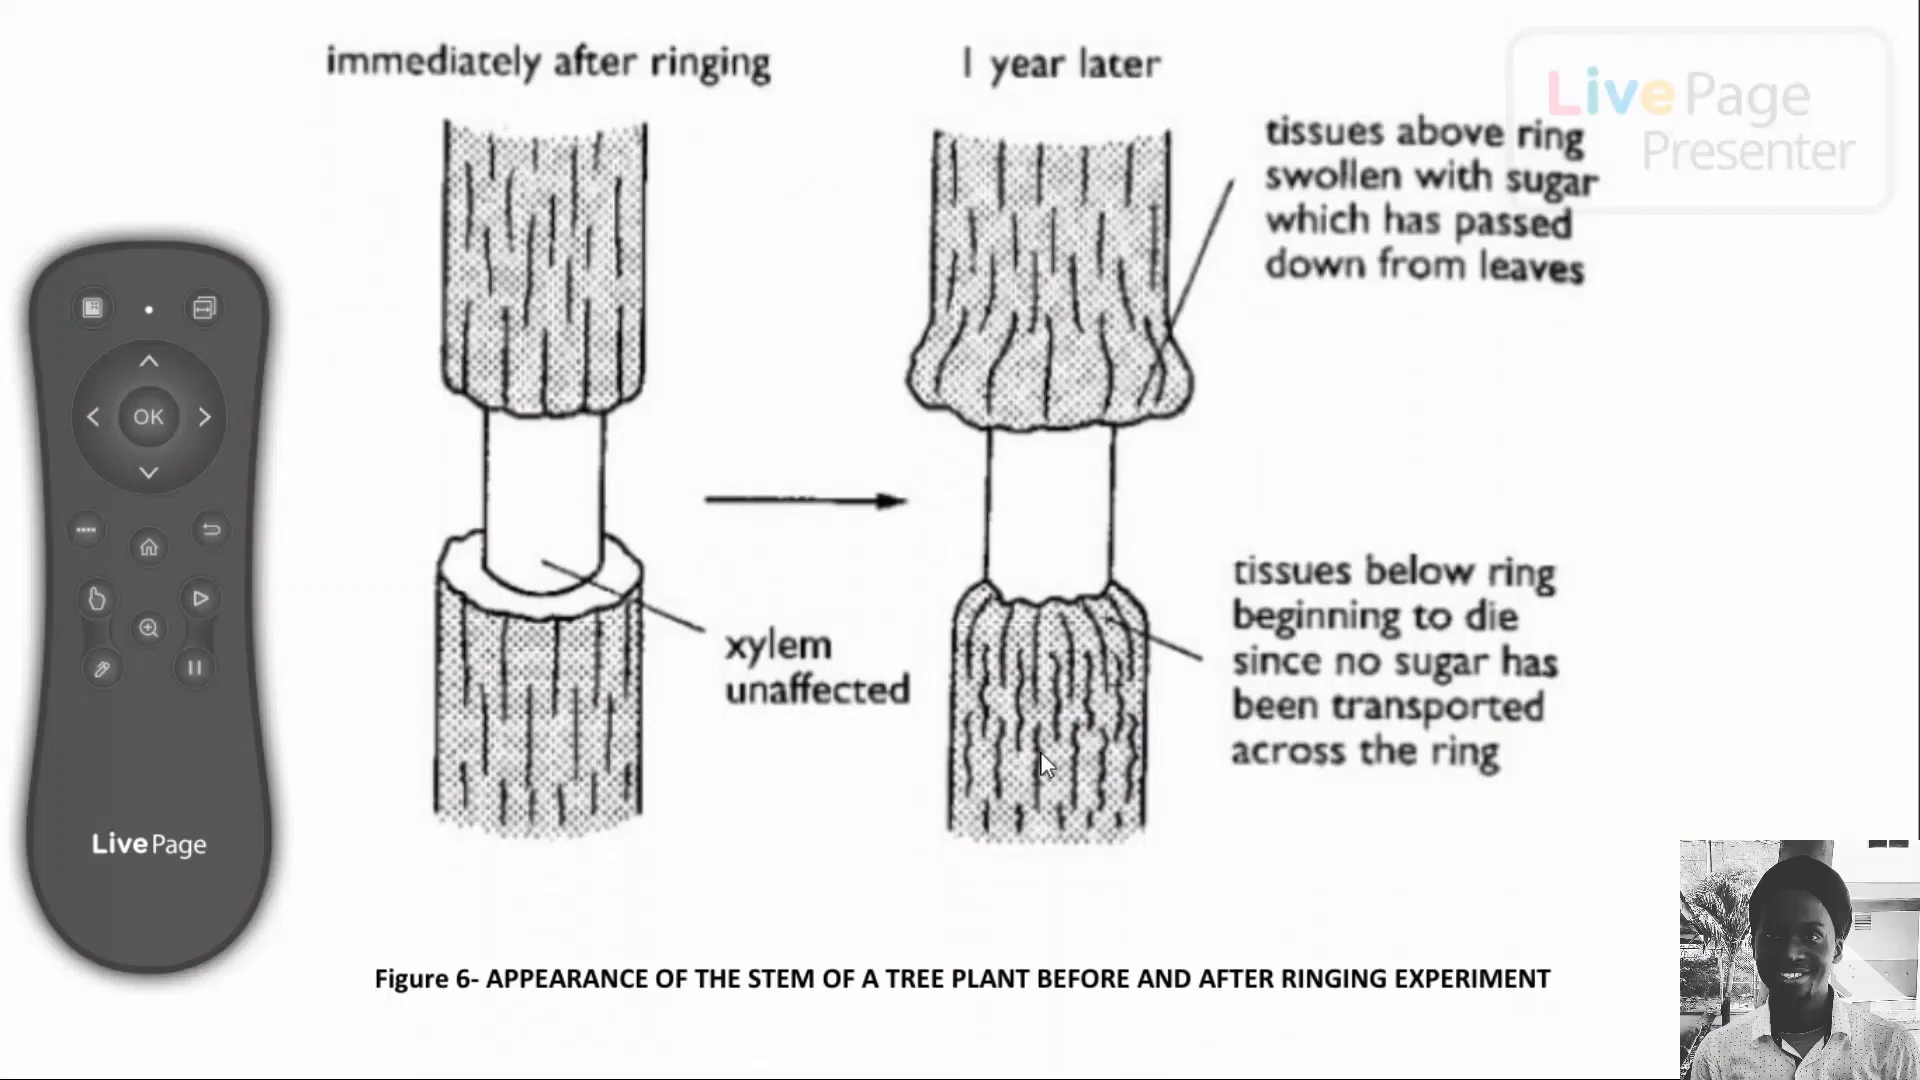 immediately after ringing
1 year later
Live Page
Presenter
tissues above ring
swollen with sugar
which has passed
down from leaves
OK
xylem
unaffected
tissues below ring
beginning to die
since no sugar has
been transported
across the ring
LivePage
Figure 6- APPEARANCE OF THE STEM OF A TREE PLANT BEFORE AND AFTER RINGING EXPERIMENT